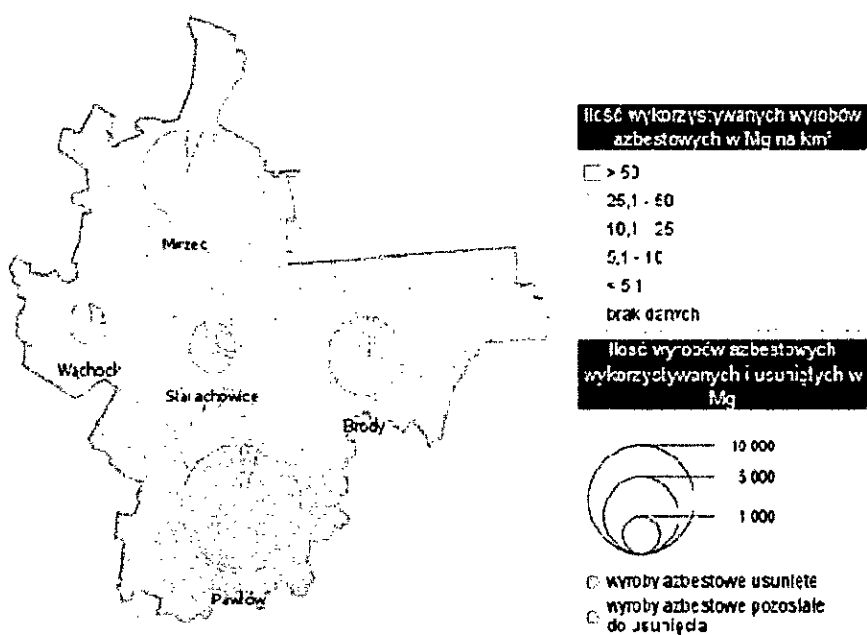 Mirzec
Wąchock
Starachowice
Brody
Pawłów
Ilość wykorzystywanych wyrobów
azbestowych w Mg na km²
> 50
25,1 - 50
10,1 - 25
5,1 - 10
< 5,1
brak danych
Ilość wyrobów azbestowych
wykorzystywanych i usuniętych w
Mg
10 000
5 000
1 000
wyroby azbestowe usunięte
wyroby azbestowe pozostałe
do usunięcia